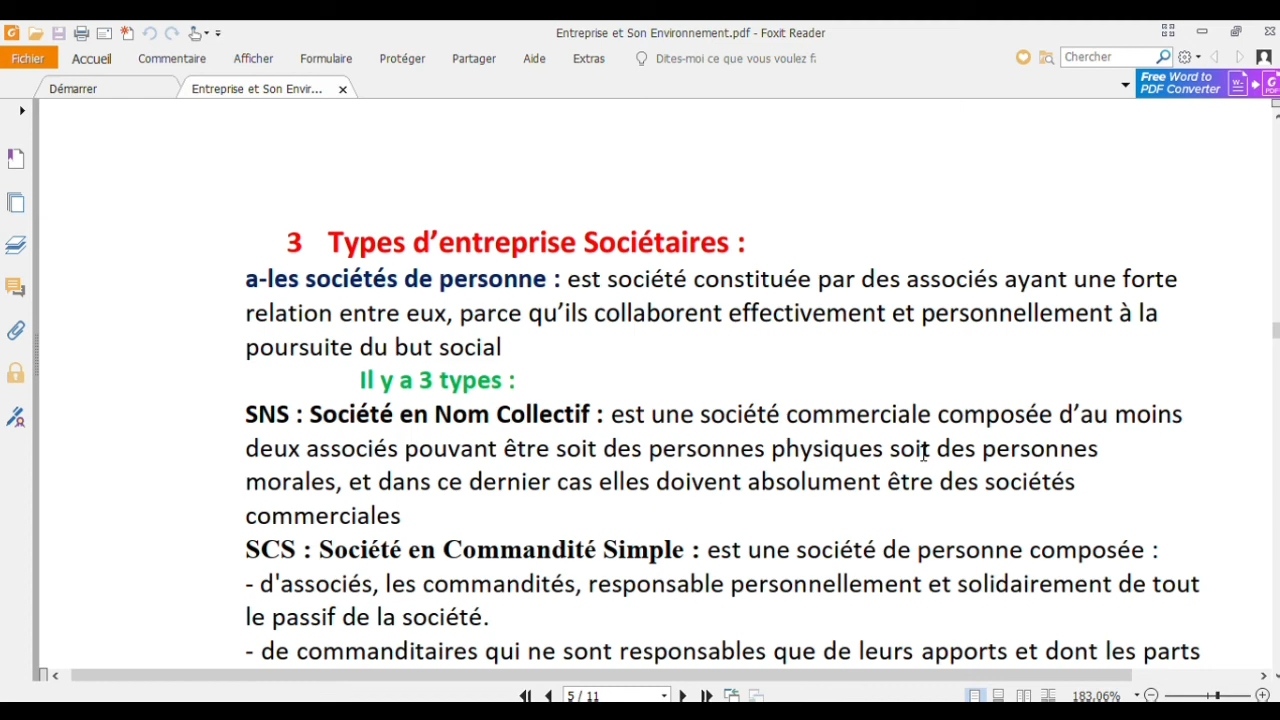 Entreprise et Son Environnement.pdf - Foxit Reader
Fichier Accueil Commentaire Afficher Formulaire Protéger Partager Aide Extras Dites-moi ce que vous voulez f. Chercher
Démarrer Entreprise et Son Envir... Free Word to
PDF Converter
3 Types d’entreprise Sociétaires :
a-les sociétés de personne : est société constituée par des associés ayant une forte
relation entre eux, parce qu’ils collaborent effectivement et personnellement à la
poursuite du but social
Il y a 3 types :
SNS : Société en Nom Collectif : est une société commerciale composée d’au moins
deux associés pouvant être soit des personnes physiques soit des personnes
morales, et dans ce dernier cas elles doivent absolument être des sociétés
commerciales
SCS : Société en Commandité Simple : est une société de personne composée :
- d'associés, les commandités, responsable personnellement et solidairement de tout
le passif de la société.
- de commanditaires qui ne sont responsables que de leurs apports et dont les parts
5 / 11 183,06%